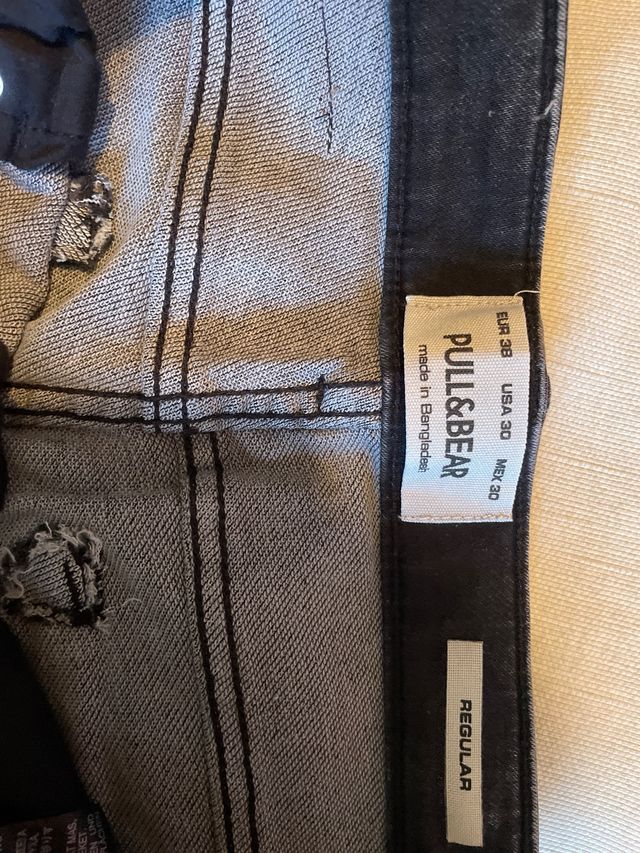 EUR 38 USA 30 MEX 30
PULL&BEAR
made in Bangladesh
REGULAR